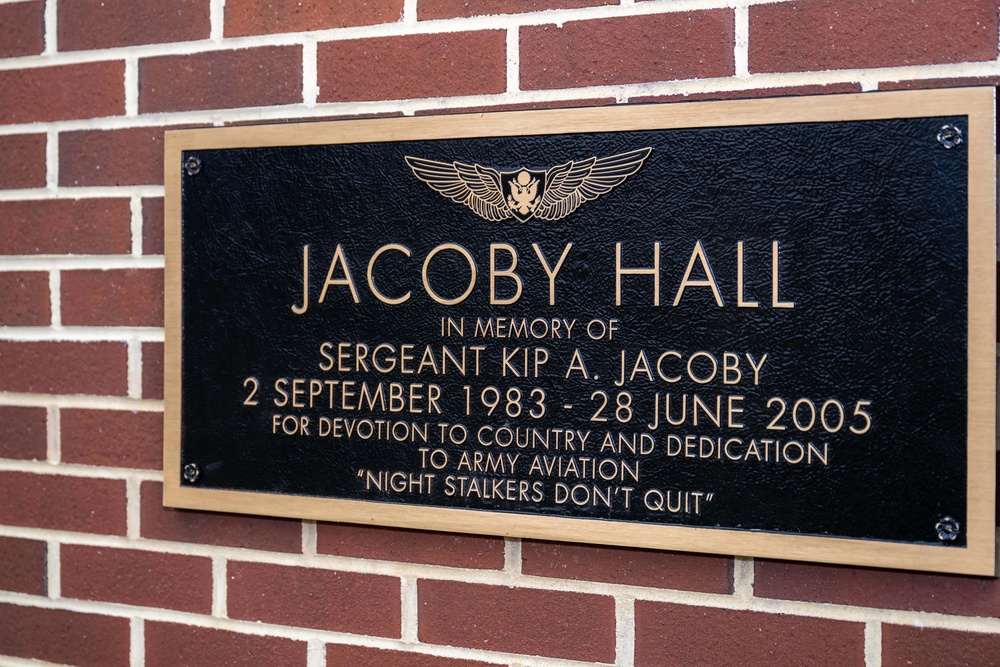 JACOBY HALL
IN MEMORY OF
SERGEANT KIP A. JACOBY
2 SEPTEMBER 1983 - 28 JUNE 2005
FOR DEVOTION TO COUNTRY AND DEDICATION
TO ARMY AVIATION
“NIGHT STALKERS DON’T QUIT”